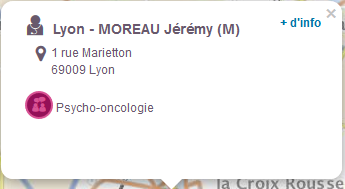 Lyon - MOREAU Jérémy (M)
+ d'info
×
1 rue Marietton
69009 Lyon
Psycho-oncologie
la Croix Rousse